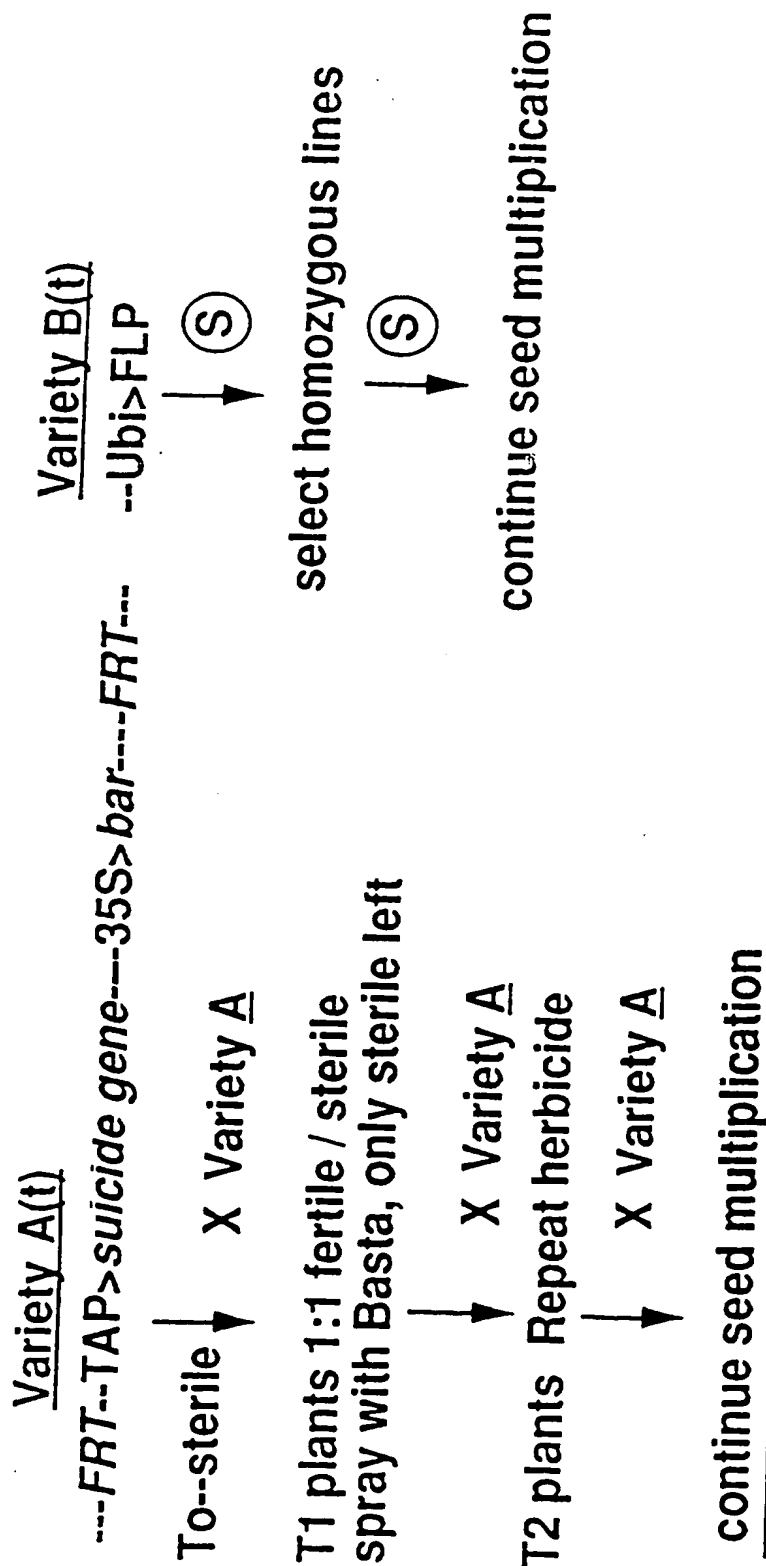 Variety A(t)
----FRT--TAP>suicide gene----35S>bar----FRT---
To--sterile
X Variety A
T1 plants 1:1 fertile / sterile
spray with Basta, only sterile left
X Variety A
T2 plants Repeat herbicide
X Variety A
continue seed multiplication
Variety B(t)
--Ubi>FLP
S
select homozygous lines
S
continue seed multiplication